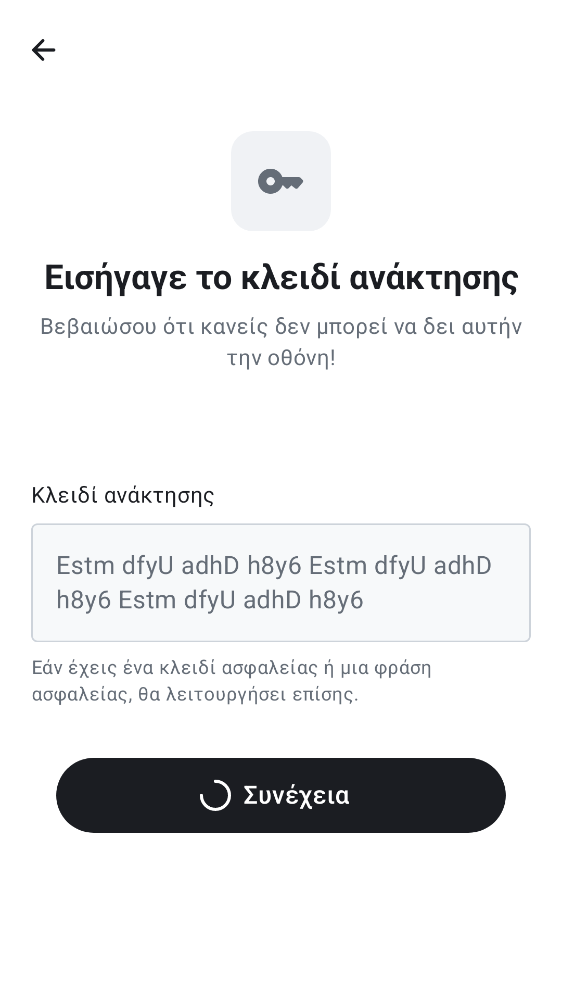 Εισήγαγε το κλειδί ανάκτησης
Βεβαιώσου ότι κανείς δεν μπορεί να δει αυτήν
την οθόνη!
Κλειδί ανάκτησης
Estm dfyU adhD h8y6 Estm dfyU adhD
h8y6 Estm dfyU adhD h8y6
Εάν έχεις ένα κλειδί ασφαλείας ή μια φράση
ασφαλείας, θα λειτουργήσει επίσης.
Συνέχεια